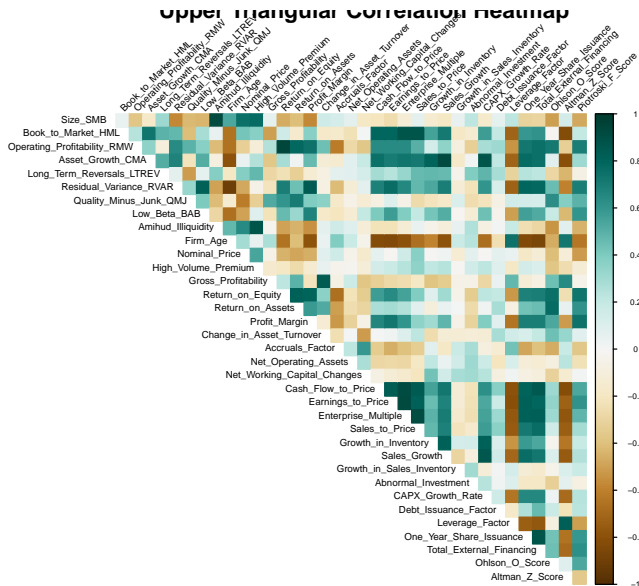 Upper Triangular Correlation Heatmap
Book_to_Market_HML
Operating_Profitability_RMW
Asset_Growth_CMA
Long_Term_Reversals_LTREV
Residual_Variance_RVAR
Quality_Minus_Junk_QMJ
Low_Beta_BAB
Amihud_Illiquidity
Firm_Age
Nominal_Price
High_Volume_Premium
Gross_Profitability
Return_on_Equity
Return_on_Assets
Profit_Margin
Change_in_Asset_Turnover
Accruals_Factor
Net_Operating_Assets
Net_Working_Capital_Changes
Cash_Flow_to_Price
Earnings_to_Price
Enterprise_Multiple
Sales_to_Price
Growth_in_Inventory
Sales_Growth
Growth_in_Sales_Inventory
Abnormal_Investment
CAPX_Growth_Rate
Debt_Issuance_Factor
Leverage_Factor
One_Year_Share_Issuance
Total_External_Financing
Ohlson_O_Score
Altman_Z_Score
Piotroski_F_Score
Size_SMB
Book_to_Market_HML
Operating_Profitability_RMW
Asset_Growth_CMA
Long_Term_Reversals_LTREV
Residual_Variance_RVAR
Quality_Minus_Junk_QMJ
Low_Beta_BAB
Amihud_Illiquidity
Firm_Age
Nominal_Price
High_Volume_Premium
Gross_Profitability
Return_on_Equity
Return_on_Assets
Profit_Margin
Change_in_Asset_Turnover
Accruals_Factor
Net_Operating_Assets
Net_Working_Capital_Changes
Cash_Flow_to_Price
Earnings_to_Price
Enterprise_Multiple
Sales_to_Price
Growth_in_Inventory
Sales_Growth
Growth_in_Sales_Inventory
Abnormal_Investment
CAPX_Growth_Rate
Debt_Issuance_Factor
Leverage_Factor
One_Year_Share_Issuance
Total_External_Financing
Ohlson_O_Score
Altman_Z_Score
1
0.8
0.6
0.4
0.2
0